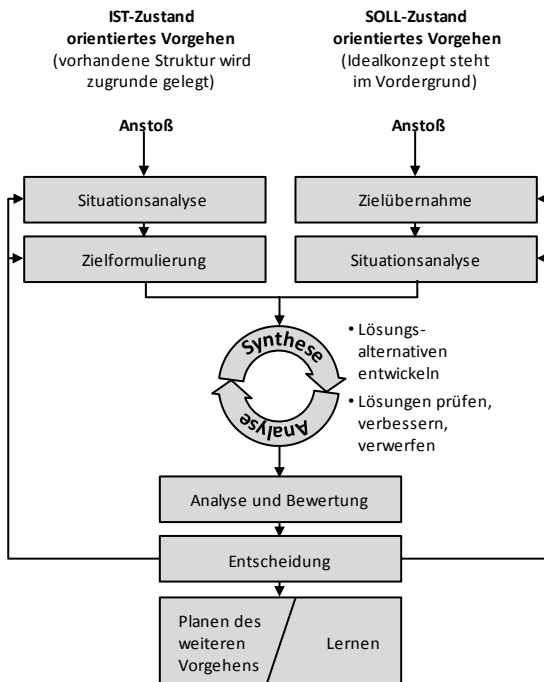 IST-Zustand
orientiertes Vorgehen
(vorhandene Struktur wird
zugrunde gelegt)
Anstoß
Situationsanalyse
Zielformulierung
SOLL-Zustand
orientiertes Vorgehen
(Idealkonzept steht
im Vordergrund)
Anstoß
Zielübernahme
Situationsanalyse
Synthese
Analyse
• Lösungs-
alternativen
entwickeln
• Lösungen prüfen,
verbessern,
verwerfen
Analyse und Bewertung
Entscheidung
Planen des
weiteren
Vorgehens
Lernen